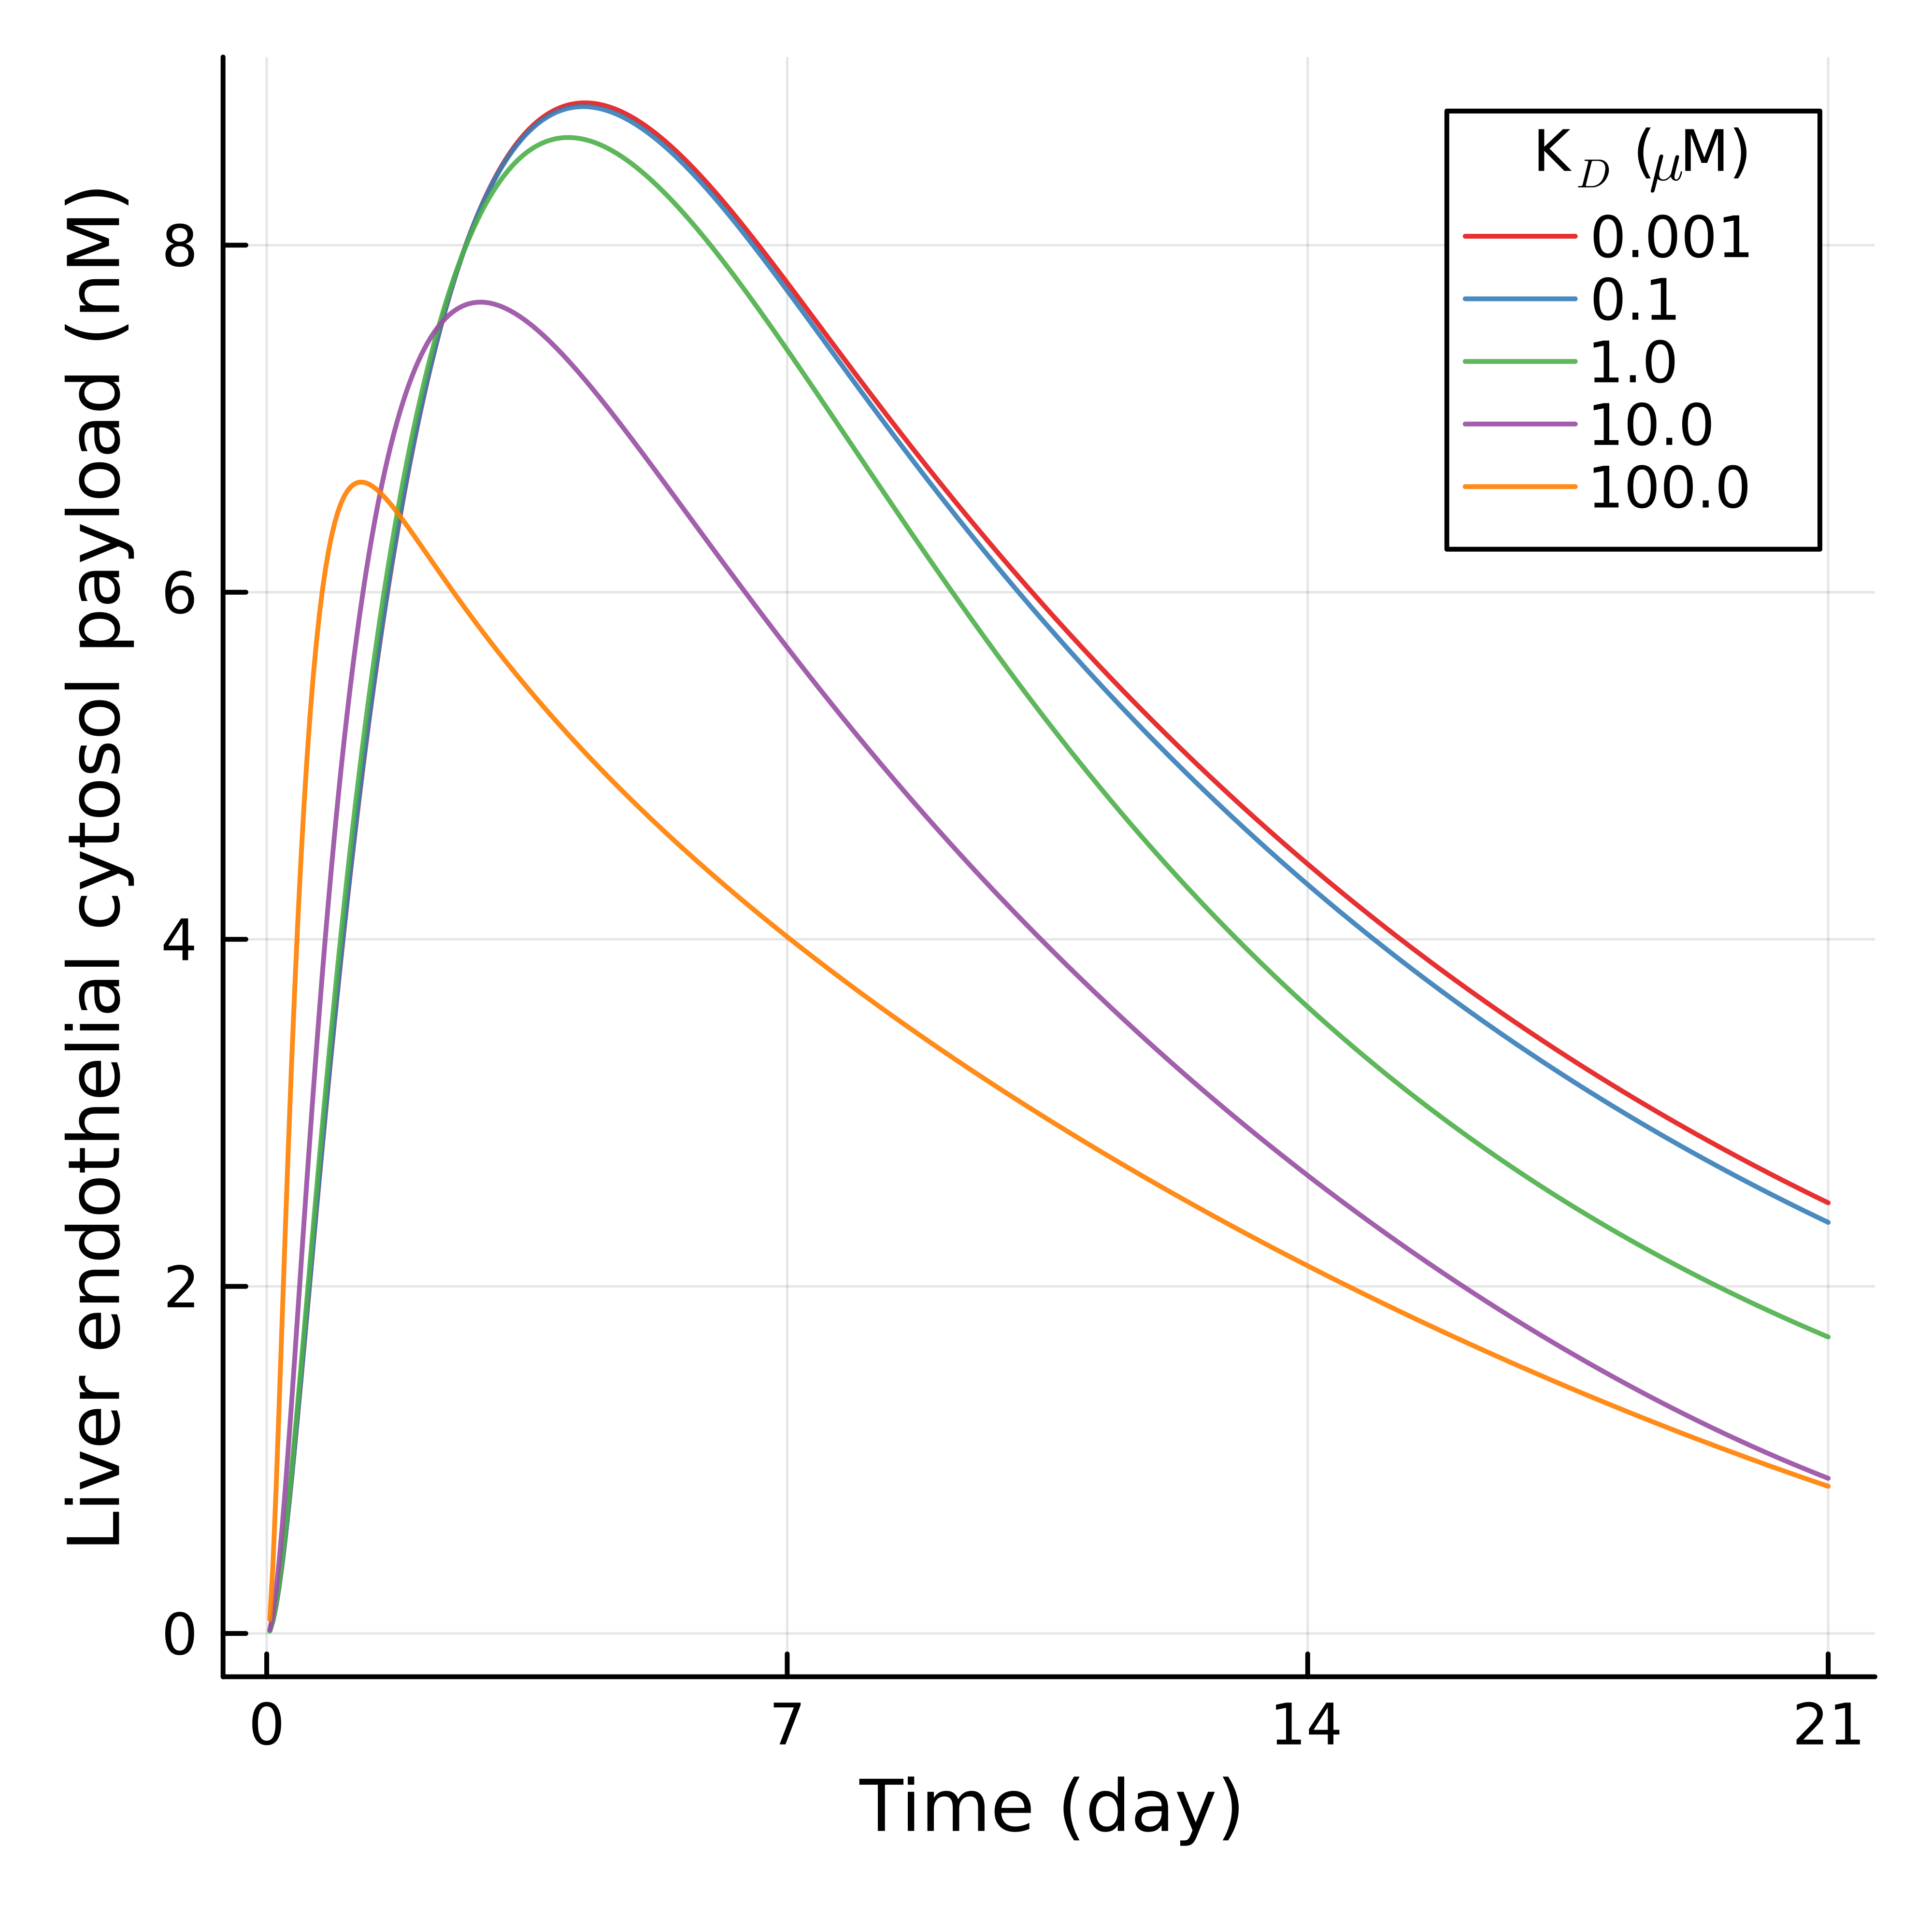 Liver endothelial cytosol payload (nM)
8
6
4
2
0
0 7 14 21
Time (day)
K_D (μM)
0.001
0.1
1.0
10.0
100.0